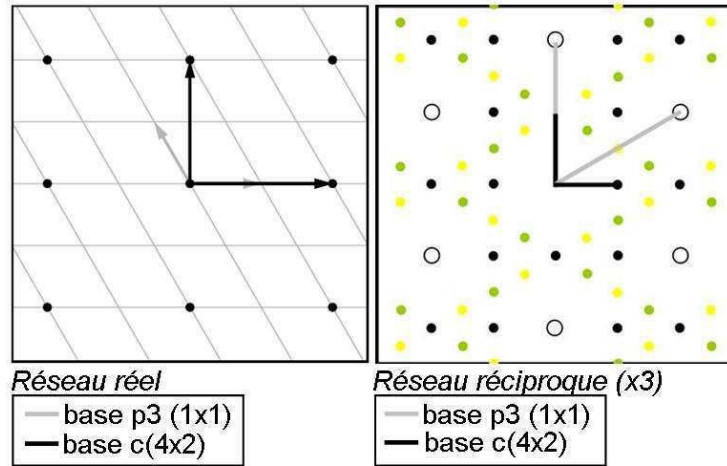 Réseau réel
base p3 (1x1)
base c(4x2)
Réseau réciproque (x3)
base p3 (1x1)
base c(4x2)